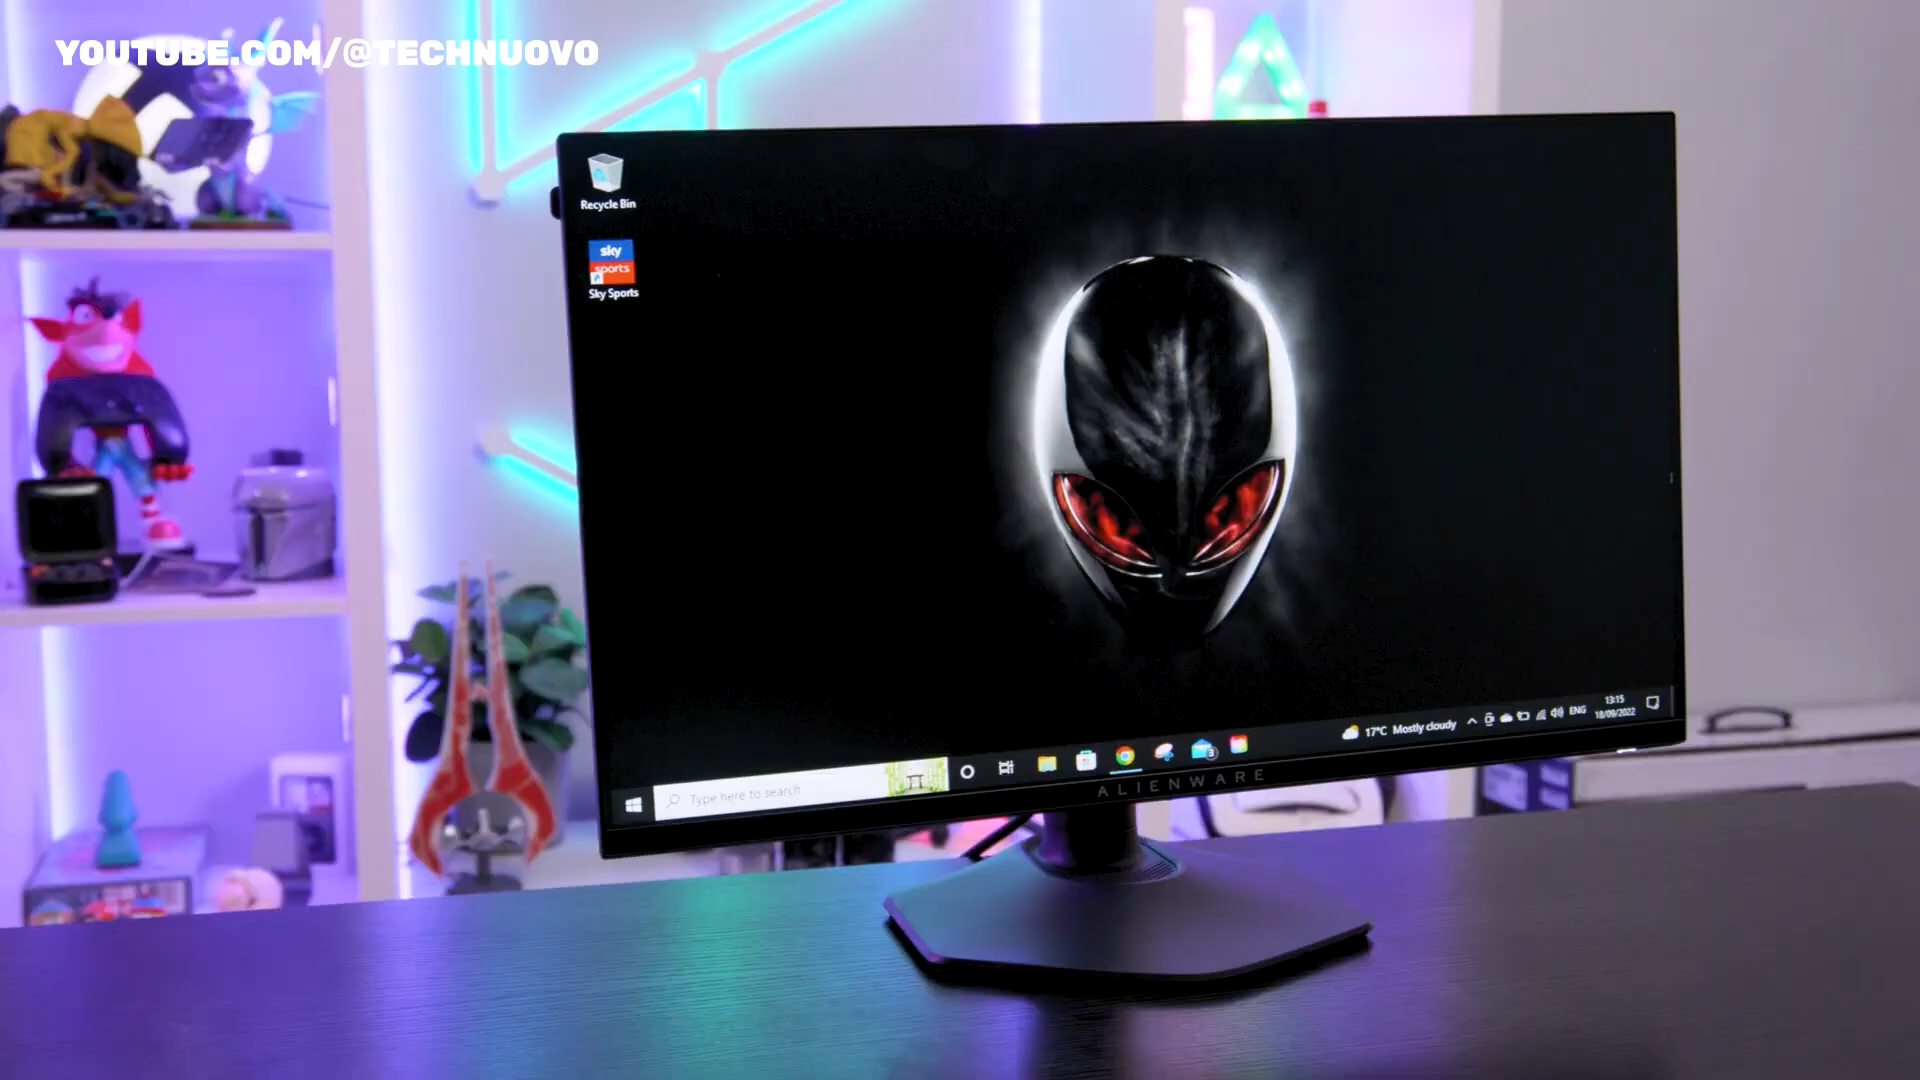 YOUTUBE.COM/@TECHNUOVO
Recycle Bin
sky
sports
Sky Sports
Type here to search
17°C Mostly cloudy
ENG
13:15
18/09/2022
3
ALIENWARE